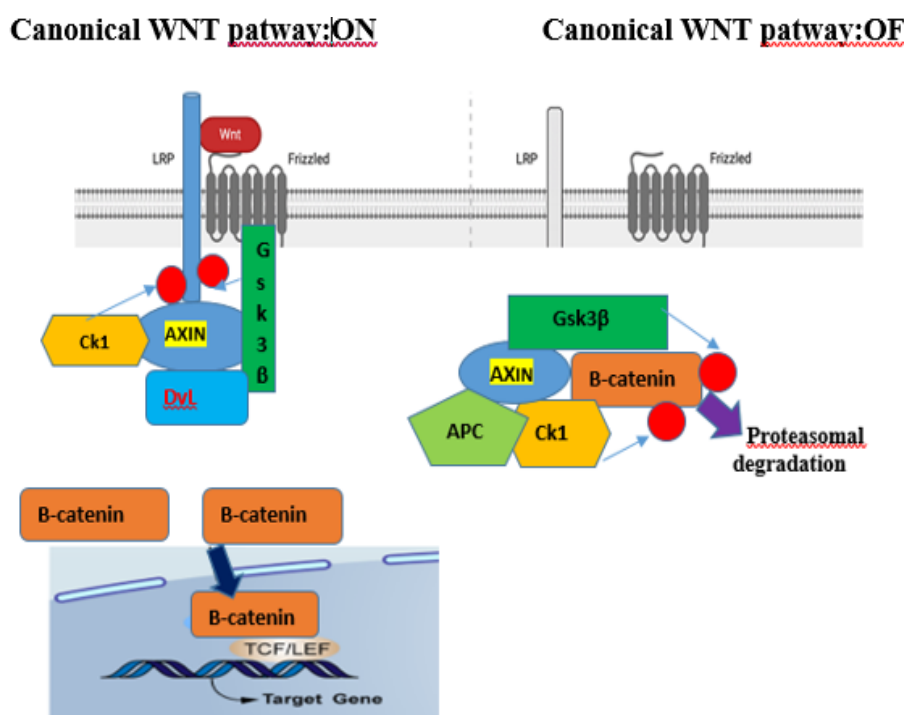 Canonical WNT patway:ON
Canonical WNT patway:OF
Wnt
LRP
Frizzled
LRP
Frizzled
G
s
k
3
β
Ck1
AXIN
DvL
Gsk3β
AXIN
B-catenin
APC
Ck1
Proteasomal
degradation
B-catenin
B-catenin
B-catenin
TCF/LEF
Target Gene